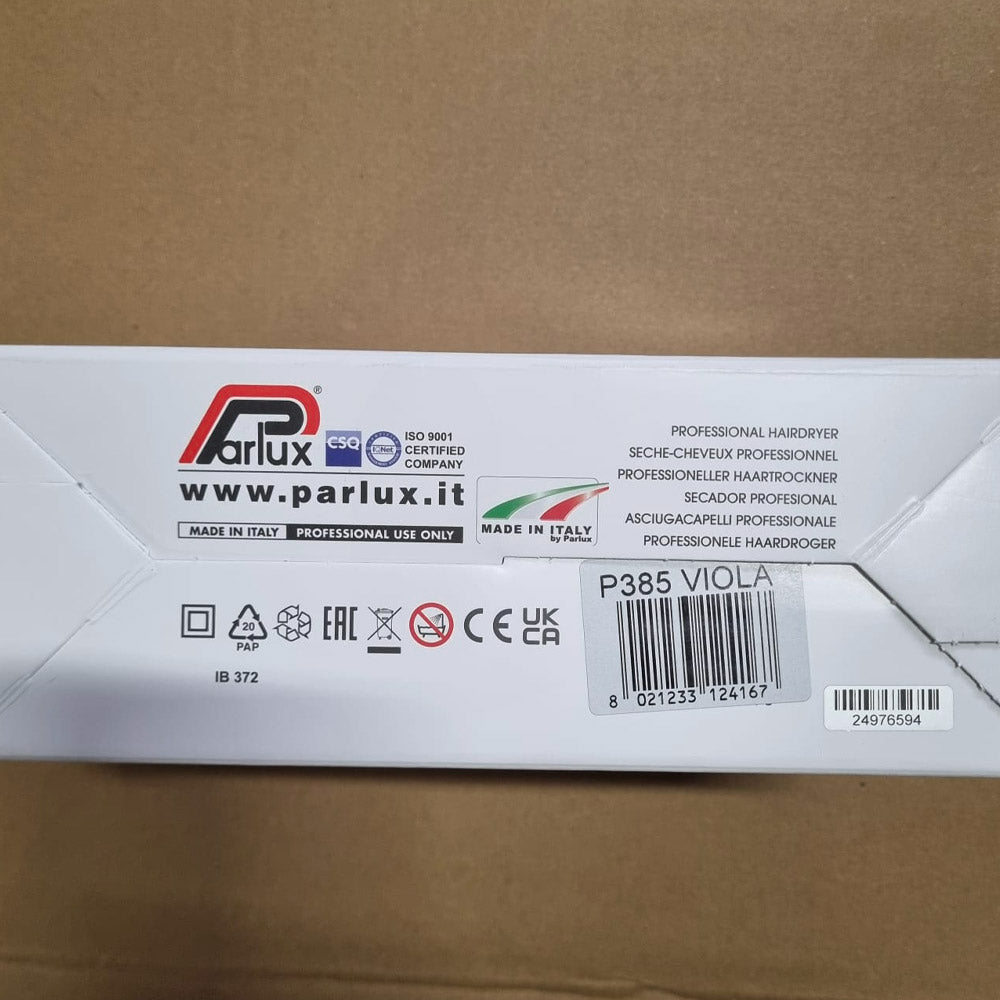 Parlux®
CSQ
IQNet
ISO 9001
CERTIFIED
COMPANY
www.parlux.it
MADE IN ITALY PROFESSIONAL USE ONLY
MADE IN ITALY
by Parlux
PROFESSIONAL HAIRDRYER
SECHE-CHEVEUX PROFESSIONNEL
PROFESSIONELLER HAARTROCKNER
SECADOR PROFESIONAL
ASCIUGACAPELLI PROFESSIONALE
PROFESSIONELE HAARDROGER
20
PAP
EAC
CE
UK
CA
IB 372
P385 VIOLA
8 021233 124167
24976594